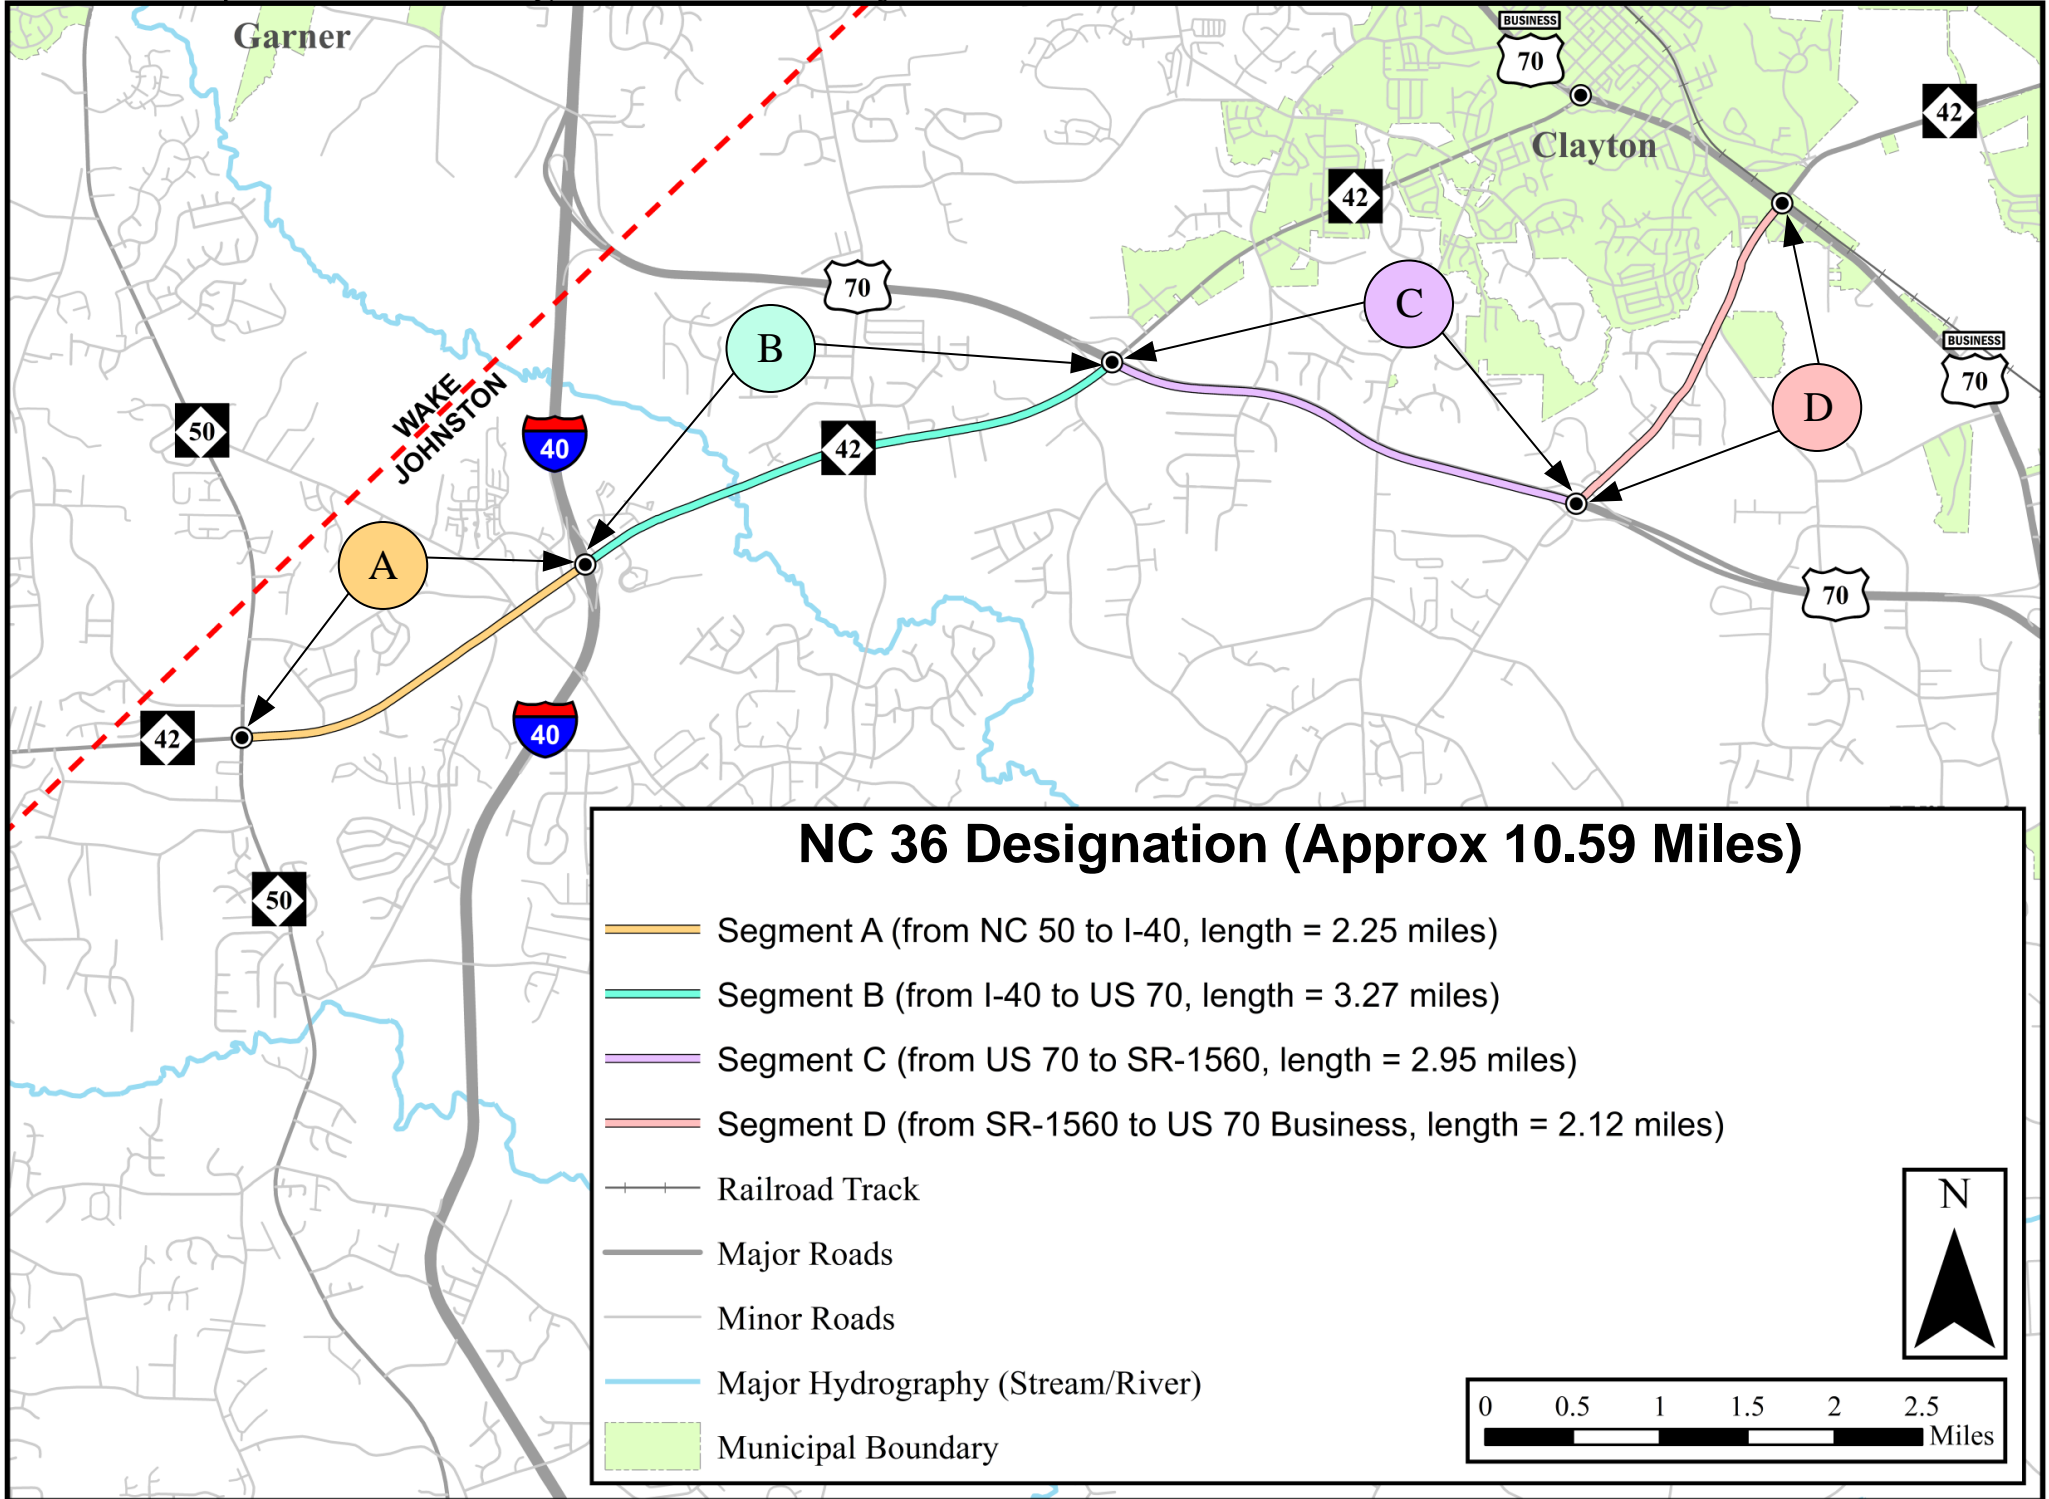 Garner
BUSINESS
70
42
Clayton
42
70
B
C
BUSINESS
70
D
WAKE
JOHNSTON
50
40
42
A
70
42
40
50
NC 36 Designation (Approx 10.59 Miles)
Segment A (from NC 50 to I-40, length = 2.25 miles)
Segment B (from I-40 to US 70, length = 3.27 miles)
Segment C (from US 70 to SR-1560, length = 2.95 miles)
Segment D (from SR-1560 to US 70 Business, length = 2.12 miles)
Railroad Track
Major Roads
Minor Roads
Major Hydrography (Stream/River)
Municipal Boundary
N
0 0.5 1 1.5 2 2.5
Miles